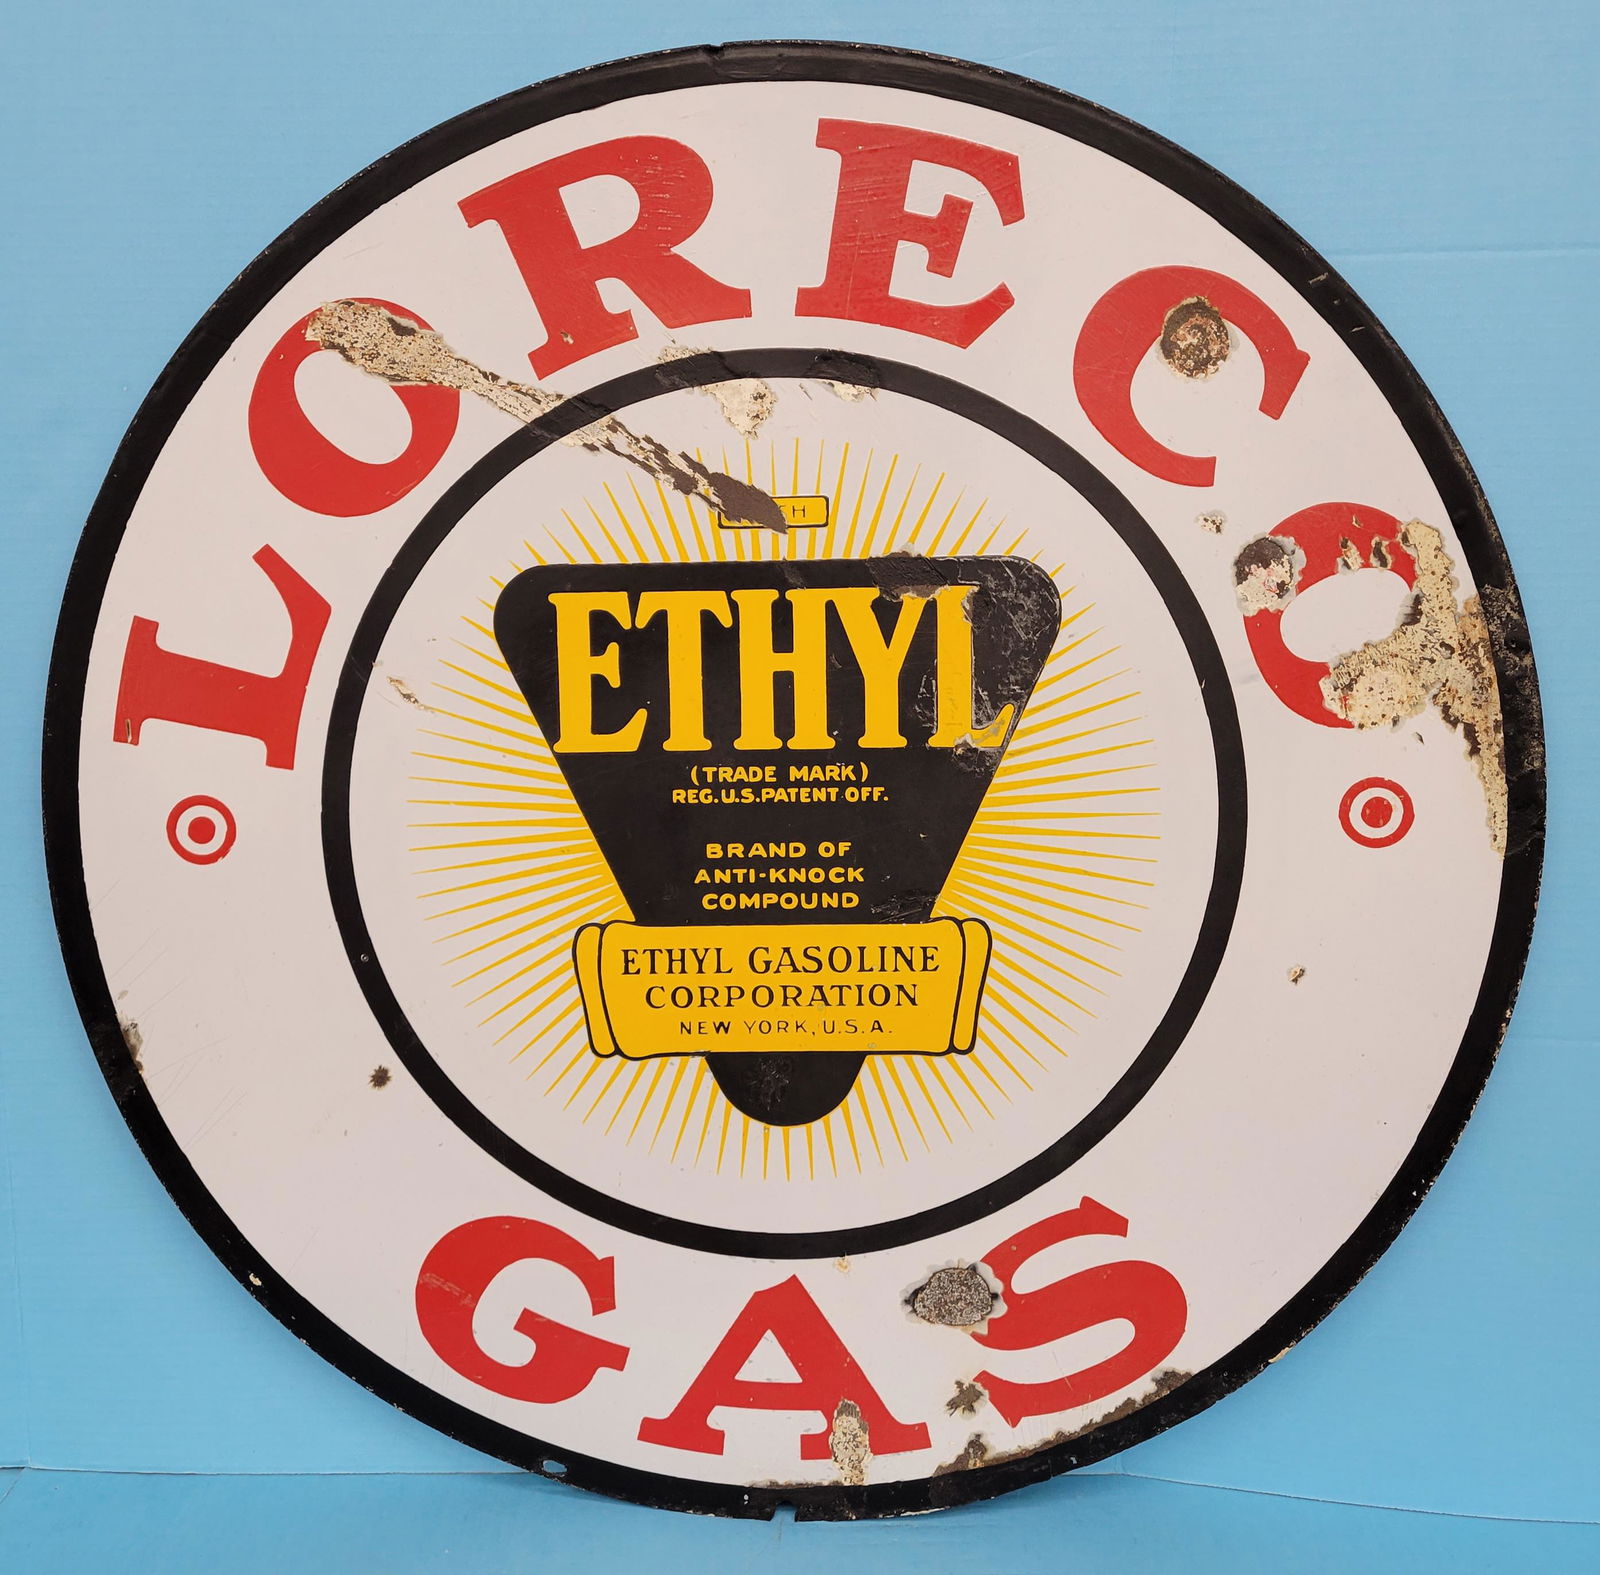 LORECO
GAS
ETHYL
(TRADE MARK)
REG. U.S. PATENT OFF.
BRAND OF
ANTI-KNOCK
COMPOUND
ETHYL GASOLINE
CORPORATION
NEW YORK, U.S.A.